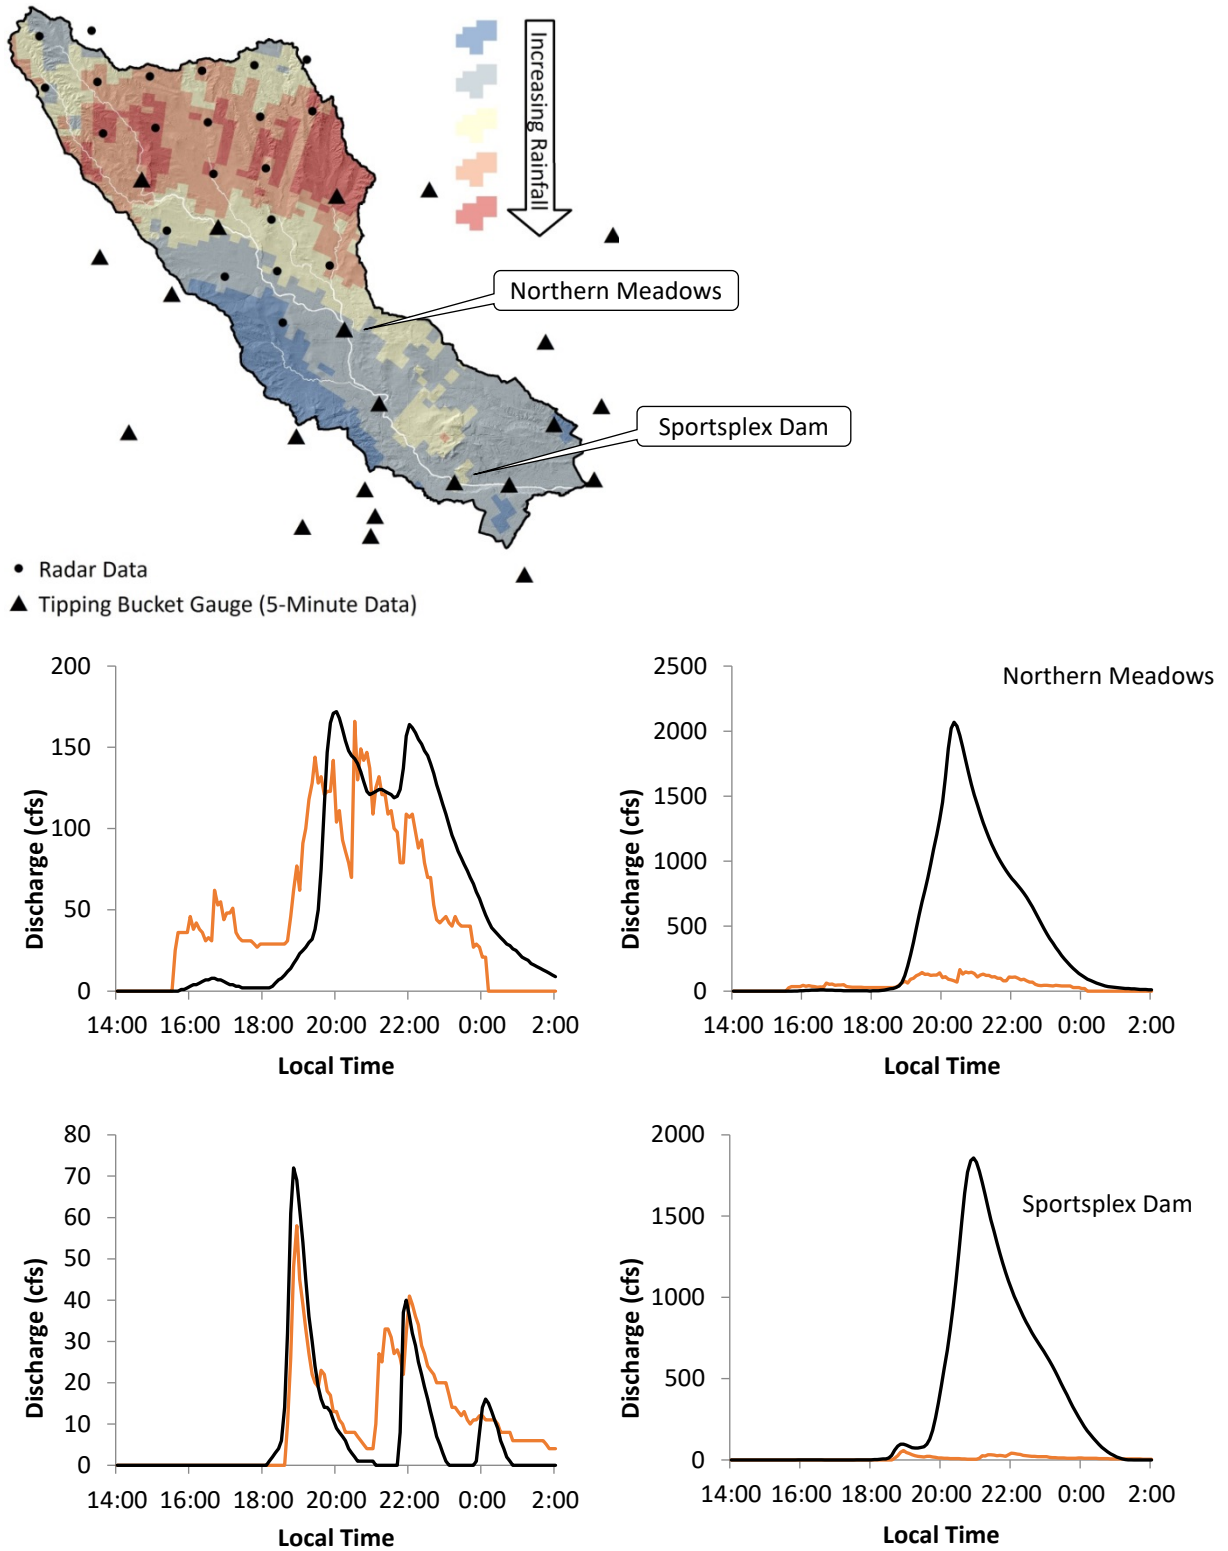 Increasing Rainfall
Northern Meadows
Sportsplex Dam
Radar Data
Tipping Bucket Gauge (5-Minute Data)
200
150
100
50
0
Discharge (cfs)
14:00 16:00 18:00 20:00 22:00 0:00 2:00
Local Time
Northern Meadows
2500
2000
1500
1000
500
0
Discharge (cfs)
14:00 16:00 18:00 20:00 22:00 0:00 2:00
Local Time
80
70
60
50
40
30
20
10
0
Discharge (cfs)
14:00 16:00 18:00 20:00 22:00 0:00 2:00
Local Time
Sportsplex Dam
2000
1500
1000
500
0
Discharge (cfs)
14:00 16:00 18:00 20:00 22:00 0:00 2:00
Local Time